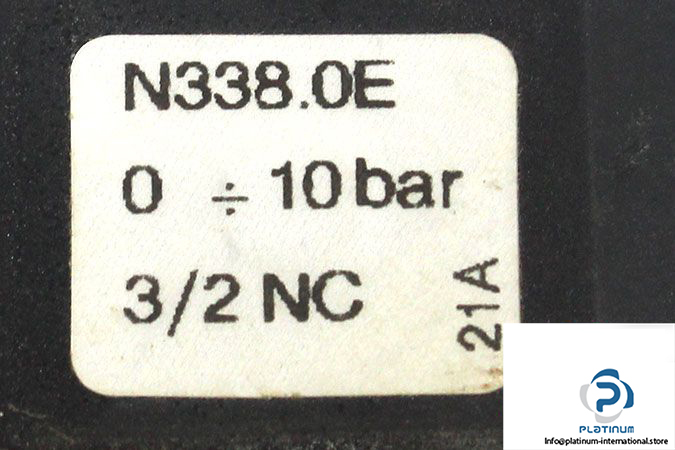 N338.0E
0 ÷ 10 bar
3/2 NC
21A
PLATINUM
Info@platinum-international.store